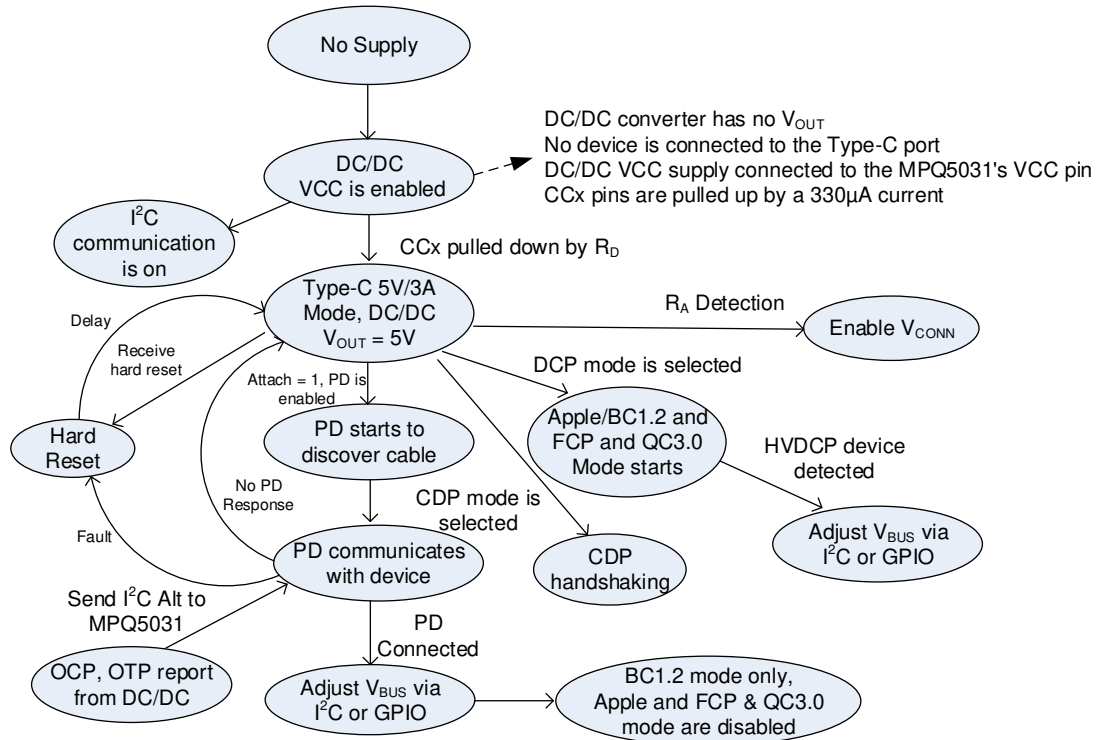 No Supply
DC/DC
VCC is enabled
DC/DC converter has no VOUT
No device is connected to the Type-C port
DC/DC VCC supply connected to the MPQ5031's VCC pin
CCx pins are pulled up by a 330µA current
I²C
communication
is on
CCx pulled down by RD
Type-C 5V/3A
Mode, DC/DC
VOUT = 5V
RA Detection
Enable VCONN
Delay
Receive
hard reset
Attach = 1, PD is
enabled
DCP mode is selected
Apple/BC1.2 and
FCP and QC3.0
Mode starts
Hard
Reset
PD starts to
discover cable
HVDCP device
detected
No PD
Response
CDP mode is
selected
Fault
PD communicates
with device
CDP
handshaking
Adjust VBUS via
I²C or GPIO
Send I²C Alt to
MPQ5031
PD
Connected
OCP, OTP report
from DC/DC
Adjust VBUS via
I²C or GPIO
BC1.2 mode only,
Apple and FCP & QC3.0
mode are disabled